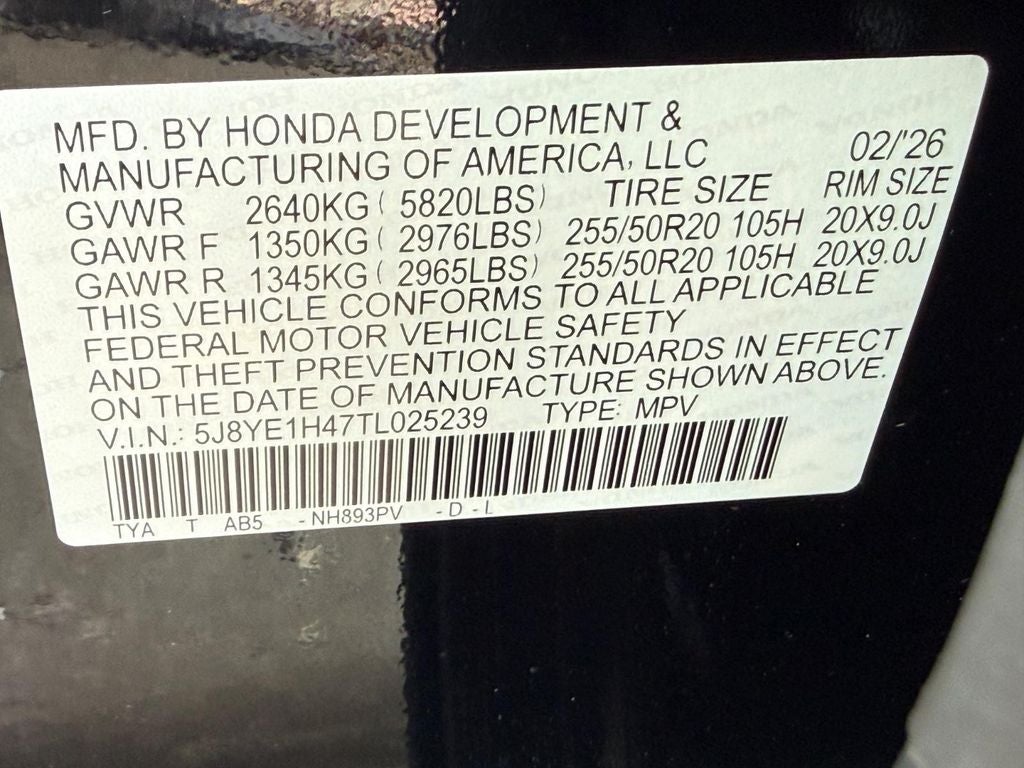 MFD. BY HONDA DEVELOPMENT &
MANUFACTURING OF AMERICA, LLC 02/'26
GVWR 2640KG ( 5820LBS) TIRE SIZE RIM SIZE
GAWR F 1350KG ( 2976LBS) 255/50R20 105H 20X9.0J
GAWR R 1345KG ( 2965LBS) 255/50R20 105H 20X9.0J
THIS VEHICLE CONFORMS TO ALL APPLICABLE
FEDERAL MOTOR VEHICLE SAFETY
AND THEFT PREVENTION STANDARDS IN EFFECT
ON THE DATE OF MANUFACTURE SHOWN ABOVE.
V.I.N.: 5J8YE1H47TL025239 TYPE: MPV
TYA T AB5 - NH893PV - D - L